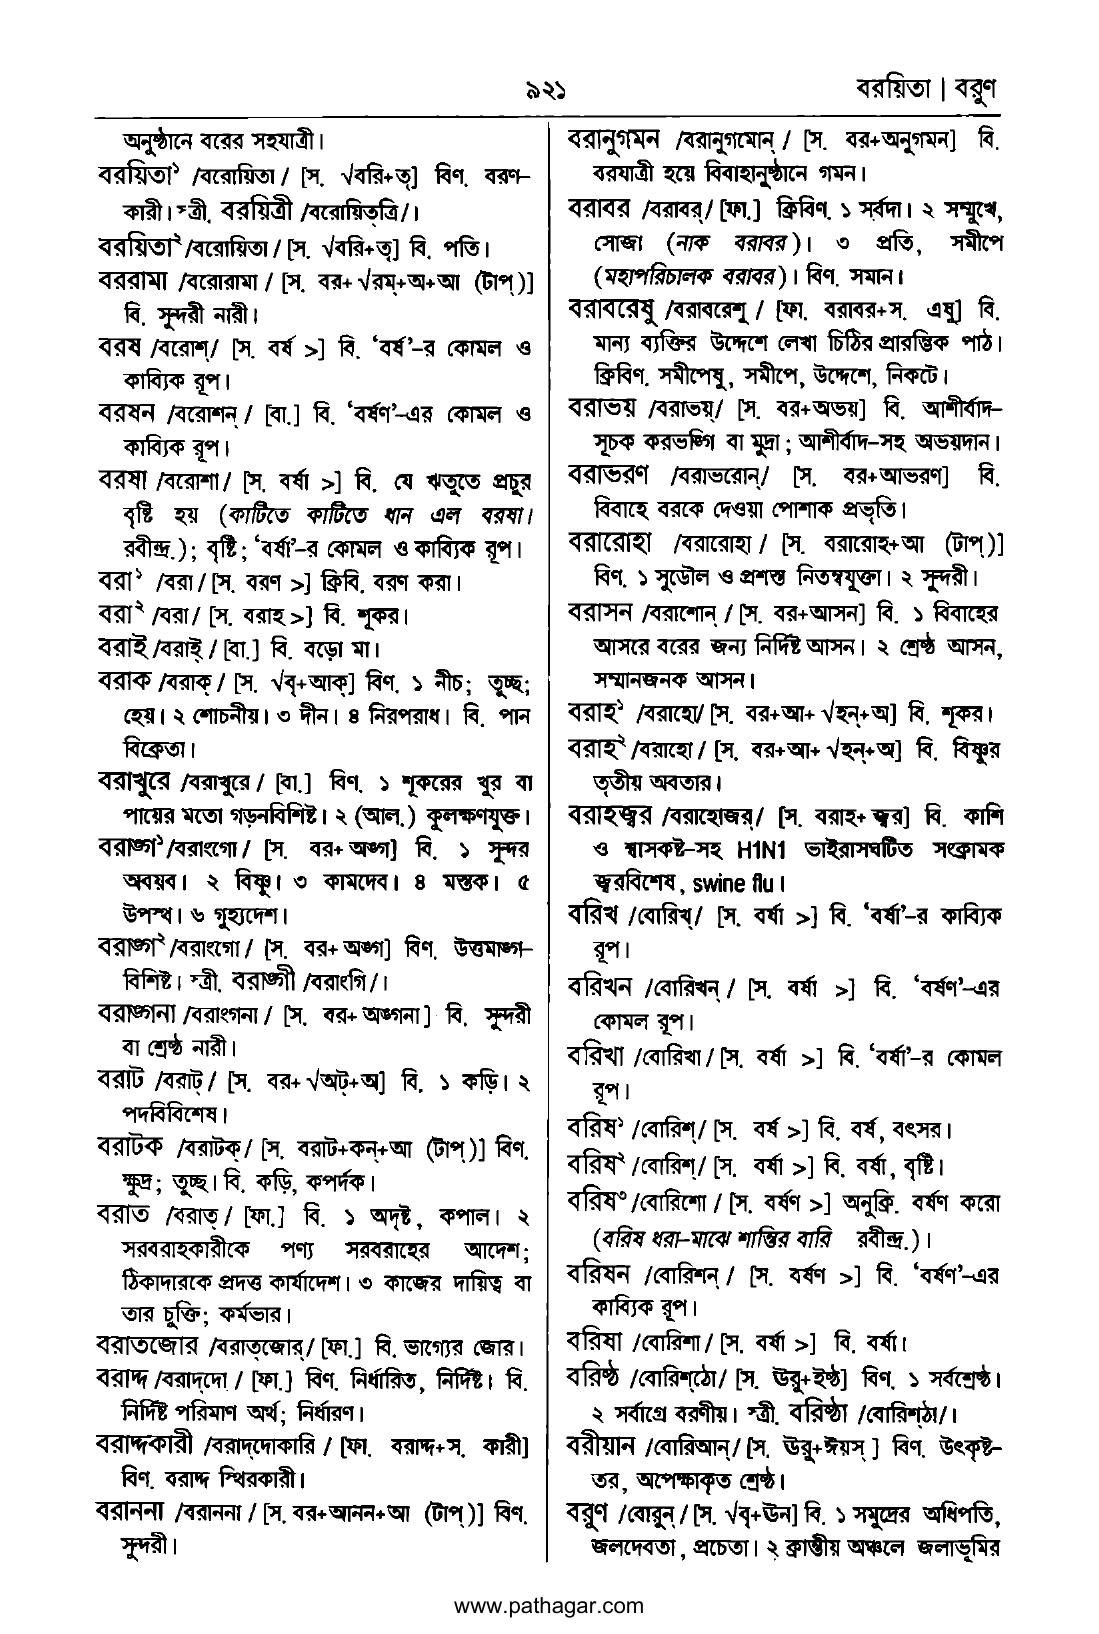 ৯২১
বরয়িতা | বরুণ
অনুষ্ঠানে বরের সহযাত্রী।
বরয়িতা১ /বরোয়িতা / [স. √বরি+ত্] বিণ. বরণ–
কারী। স্ত্রী. বরয়িত্রী /বরোয়িত্ত্রি/।
বরয়িতা২ /বরোয়িতা / [স. √বরি+তৃ] বি. পতি।
বররামা /বরোরামা / [স. বর+ √রম্+অ+আ (টাপ্)]
বি. সুন্দরী নারী।
বরষ /বরোশ্/ [স. বর্ষ >] বি. ‘বর্ষ’–র কোমল ও
কাব্যিক রূপ।
বরষন /বরোশন্ / [বা.] বি. ‘বর্ষণ’–এর কোমল ও
কাব্যিক রূপ।
বরষা /বরোশা/ [স. বর্ষা >] বি. যে ঋতুতে প্রচুর
বৃষ্টি হয় (কাটিতে কাটিতে ধান এল বরষা।
রবীন্দ্র.); বৃষ্টি; ‘বর্ষা’–র কোমল ও কাব্যিক রূপ।
বরা১ /বরা / [স. বরণ >] ক্রিবি. বরণ করা।
বরা২ /বরা/ [স. বরাহ >] বি. শূকর।
বরাই /বরাই্ / [বা.] বি. বড়ো মা।
বরাক /বরাক্ / [স. √বৃ+আক্] বিণ. ১ নীচ; তুচ্ছ;
হেয়। ২ শোচনীয়। ৩ দীন। ৪ নিরপরাধ। বি. পান
বিক্রেতা।
বরাখুরে /বরাখুরে / [বা.] বিণ. ১ শূকরের খুর বা
পায়ের মতো গড়নবিশিষ্ট। ২ (আল.) কুলক্ষণযুক্ত।
বরাঙ্গ১ /বরাংগো / [স. বর+ অঙ্গ] বি. ১ সুন্দর
অবয়ব। ২ বিষ্ণু। ৩ কামদেব। ৪ মস্তক। ৫
উপস্থ। ৬ গুহ্যদেশ।
বরাঙ্গ২ /বরাংগো / [স. বর+ অঙ্গ] বিণ. উত্তমাঙ্গ–
বিশিষ্ট। স্ত্রী. বরাঙ্গী /বরাংগি/।
বরাঙ্গনা /বরাংগনা / [স. বর+ অঙ্গনা] বি. সুন্দরী
বা শ্রেষ্ঠ নারী।
বরাট /বরাট্ / [স. বর+ √অট্+অ] বি. ১ কড়ি। ২
পদবিবিশেষ।
বরাটক /বরাটক্/ [স. বরাট+কন্+আ (টাপ্)] বিণ.
ক্ষুদ্র; তুচ্ছ। বি. কড়ি, কপর্দক।
বরাত /বরাত্ / [ফা.] বি. ১ অদৃষ্ট, কপাল। ২
সরবরাহকারীকে পণ্য সরবরাহের আদেশ;
ঠিকাদারকে প্রদত্ত কার্যাদেশ। ৩ কাজের দায়িত্ব বা
তার চুক্তি; কর্মভার।
বরাতজোর /বরাত্‌জোর্/ [ফা.] বি. ভাগ্যের জোর।
বরাদ্দ /বরাদ্‌দো / [ফা.] বিণ. নির্ধারিত, নির্দিষ্ট। বি.
নির্দিষ্ট পরিমাণ অর্থ; নির্ধারণ।
বরাদ্দকারী /বরাদ্‌দোকারি / [ফা. বরাদ্দ+স. কারী]
বিণ. বরাদ্দ স্থিরকারী।
বরাননা /বরাননা / [স. বর+আনন+আ (টাপ্)] বিণ.
সুন্দরী।
বরানুগমন /বরানুগমোন্ / [স. বর+অনুগমন] বি.
বরযাত্রী হয়ে বিবাহানুষ্ঠানে গমন।
বরাবর /বরাবর্/ [ফা.] ক্রিবিণ. ১ সর্বদা। ২ সম্মুখে,
সোজা (নাক বরাবর)। ৩ প্রতি, সমীপে
(মহাপরিচালক বরাবর)। বিণ. সমান।
বরাবরেষু /বরাবরেশু / [ফা. বরাবর+স. এষু] বি.
মান্য ব্যক্তির উদ্দেশে লেখা চিঠির প্রারম্ভিক পাঠ।
ক্রিবিণ. সমীপেষু, সমীপে, উদ্দেশে, নিকটে।
বরাভয় /বরাভয়্/ [স. বর+অভয়] বি. আশীর্বাদ–
সূচক করভঙ্গি বা মুদ্রা; আশীর্বাদ–সহ অভয়দান।
বরাভরণ /বরাভরোন্/ [স. বর+আভরণ] বি.
বিবাহে বরকে দেওয়া পোশাক প্রভৃতি।
বরারোহা /বরারোহা / [স. বরারোহ+আ (টাপ্)]
বিণ. ১ সুডৌল ও প্রশস্ত নিতম্বযুক্তা। ২ সুন্দরী।
বরাসন /বরাশোন্ / [স. বর+আসন] বি. ১ বিবাহের
আসরে বরের জন্য নির্দিষ্ট আসন। ২ শ্রেষ্ঠ আসন,
সম্মানজনক আসন।
বরাহ১ /বরাহো/ [স. বর+আ+ √হন্+অ] বি. শূকর।
বরাহ২ /বরাহো / [স. বর+আ+ √হন্+অ] বি. বিষ্ণুর
তৃতীয় অবতার।
বরাহজ্বর /বরাহোজর্/ [স. বরাহ+ জ্বর] বি. কাশি
ও শ্বাসকষ্ট–সহ H1N1 ভাইরাসঘটিত সংক্রামক
জ্বরবিশেষ, swine flu।
বরিখ /বোরিখ্/ [স. বর্ষা >] বি. ‘বর্ষা’–র কাব্যিক
রূপ।
বরিখন /বোরিখন্ / [স. বর্ষা >] বি. ‘বর্ষণ’–এর
কোমল রূপ।
বরিখা /বোরিখা / [স. বর্ষা >] বি. ‘বর্ষা’–র কোমল
রূপ।
বরিষ১ /বোরিশ্/ [স. বর্ষ >] বি. বর্ষ, বৎসর।
বরিষ২ /বোরিশ্/ [স. বর্ষা >] বি. বর্ষা, বৃষ্টি।
বরিষ৩ /বোরিশো / [স. বর্ষণ >] অনুক্রি. বর্ষণ করো
(বরিষ ধরা–মাঝে শান্তির বারি রবীন্দ্র.)।
বরিষন /বোরিশন্ / [স. বর্ষণ >] বি. ‘বর্ষণ’–এর
কাব্যিক রূপ।
বরিষা /বোরিশা / [স. বর্ষা >] বি. বর্ষা।
বরিষ্ঠ /বোরিশ্‌ঠো/ [স. ঊরু+ইষ্ঠ] বিণ. ১ সর্বশ্রেষ্ঠ।
২ সর্বাগ্রে বরণীয়। স্ত্রী. বরিষ্ঠা /বোরিশ্‌ঠা/।
বরীয়ান /বোরিআন্/ [স. ঊরু+ঈয়স্ ] বিণ. উৎকৃষ্ট–
তর, অপেক্ষাকৃত শ্রেষ্ঠ।
বরুণ /বোরুন্ / [স. √বৃ+ঊন] বি. ১ সমুদ্রের অধিপতি,
জলদেবতা, প্রচেতা। ২ ক্রান্তীয় অঞ্চলে জলাভূমির
www.pathagar.com